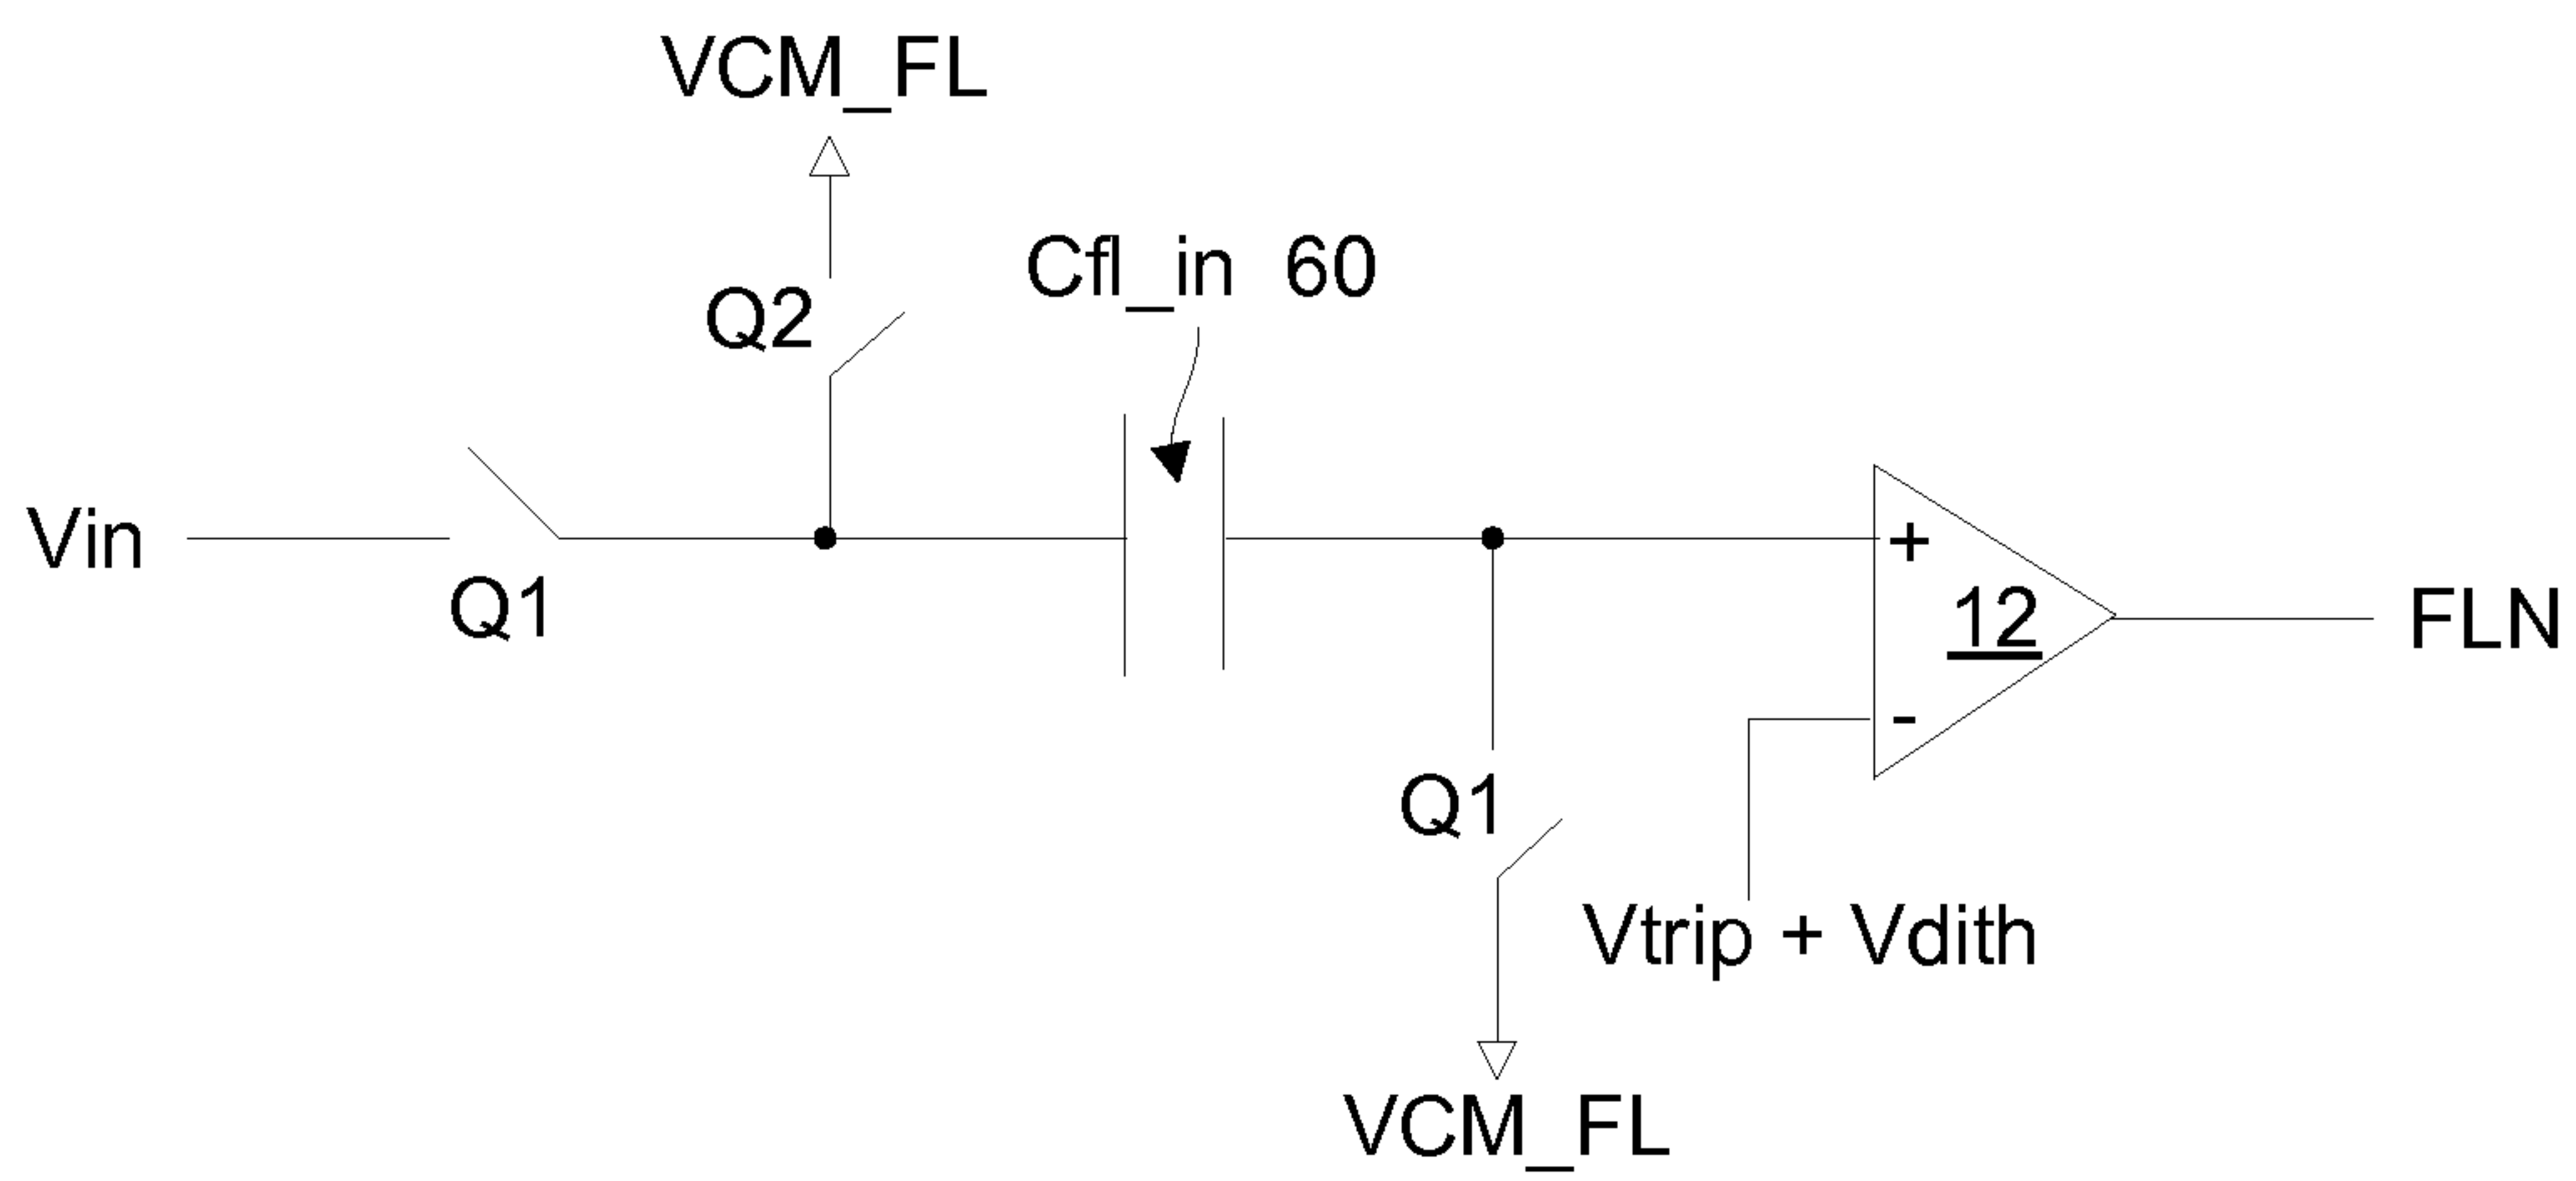 VCM_FL
Cfl_in 60
Q2
Vin
Q1
+
12
FLN
-
Q1
Vtrip + Vdith
VCM_FL